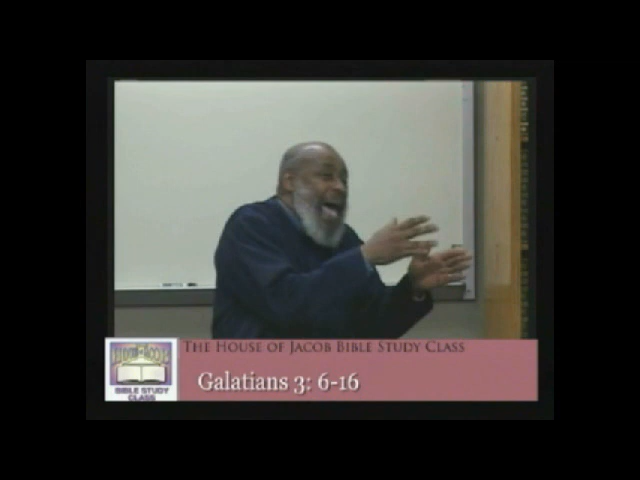 The House of Jacob Bible Study Class
Galatians 3: 6-16
BIBLE STUDY
CLASS